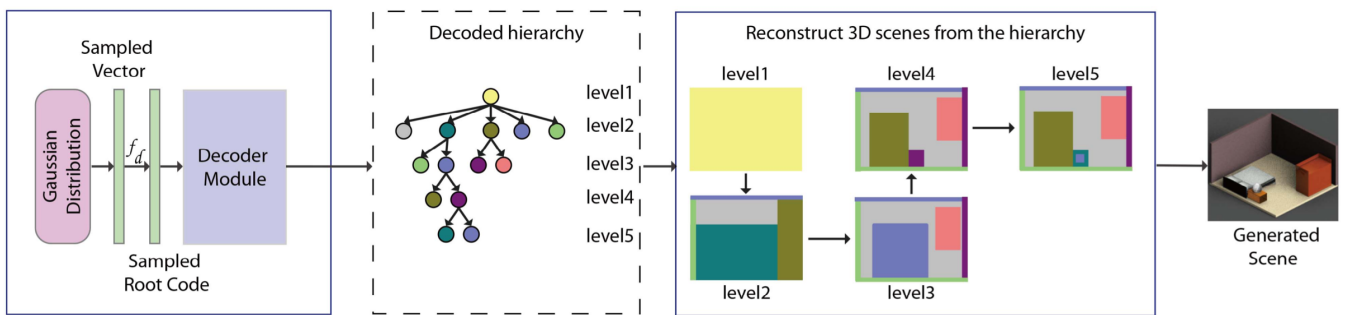 Sampled
Vector
Gaussian
Distribution
f_d
Decoder
Module
Sampled
Root Code
Decoded hierarchy
level1
level2
level3
level4
level5
Reconstruct 3D scenes from the hierarchy
level1
level4
level5
level2
level3
Generated
Scene